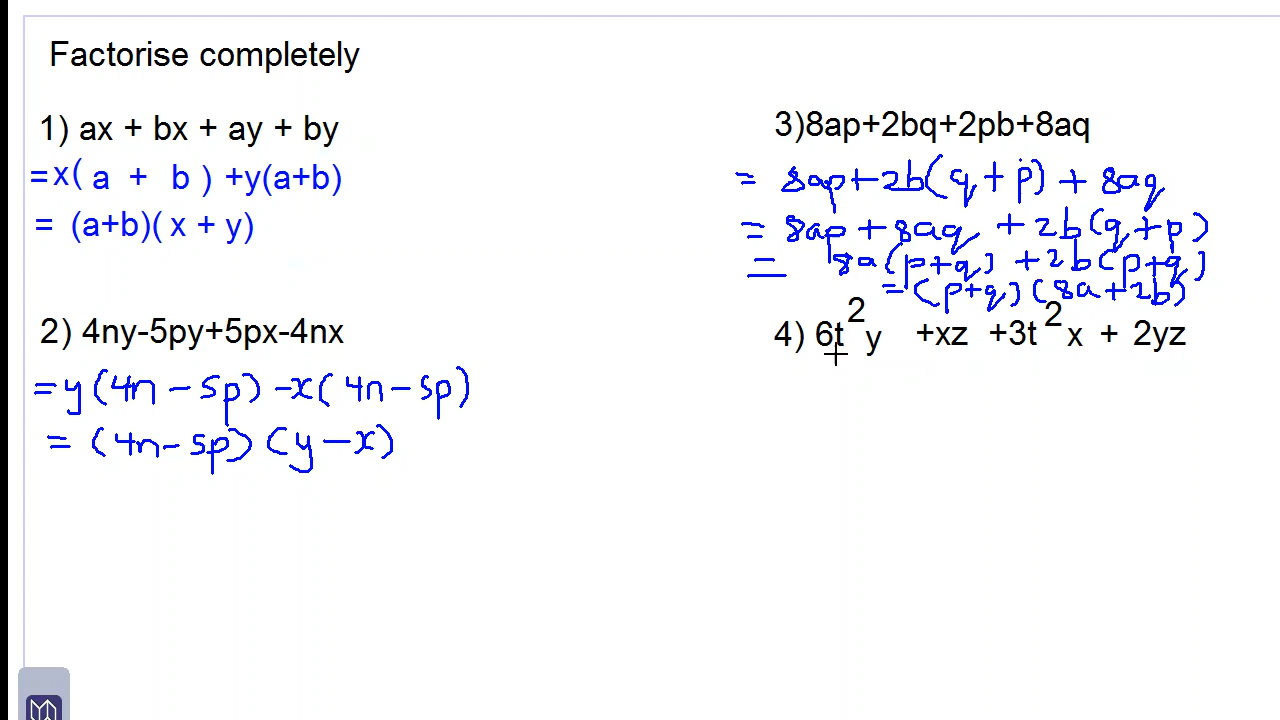 Factorise completely
1) ax + bx + ay + by
=x( a + b ) +y(a+b)
= (a+b)( x + y)
2) 4ny-5py+5px-4nx
= y (4n - 5p) - x( 4n - 5p)
= (4n - 5p) (y - x)
3)8ap+2bq+2pb+8aq
= 8ap + 2b( q + p) + 8aq
= 8ap + 8aq + 2b (q + p)
= 8a (p+q) + 2b (p+q)
= (p+q) (8a + 2b)
4) 6t²y +xz +3t²x + 2yz